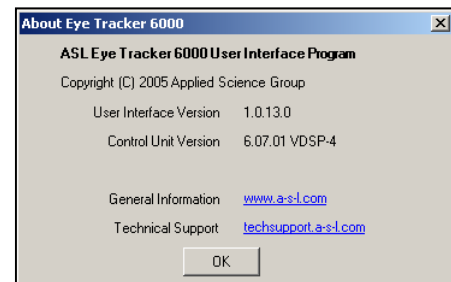 About Eye Tracker 6000
ASL Eye Tracker 6000 User Interface Program
Copyright (C) 2005 Applied Science Group
User Interface Version 1.0.13.0
Control Unit Version 6.07.01 VDSP-4
General Information www.a-s-l.com
Technical Support techsupport.a-s-l.com
OK